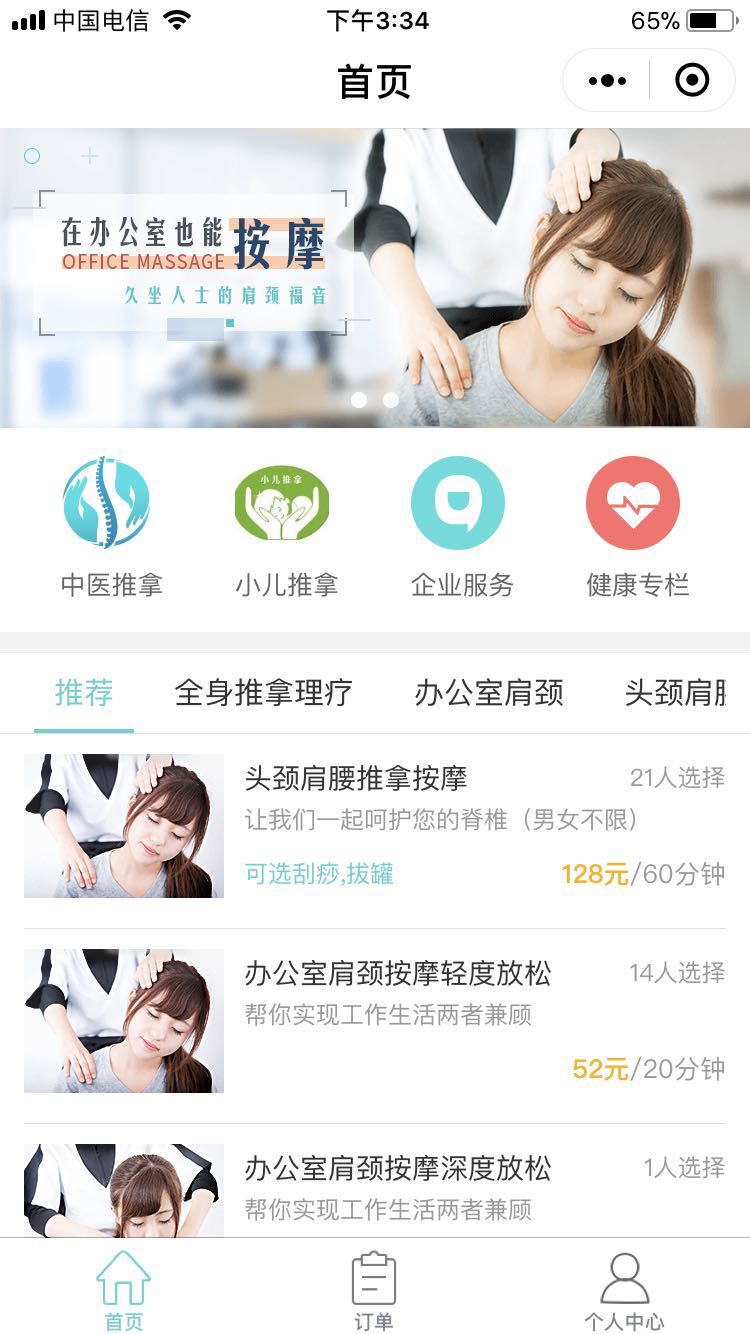 中国电信
下午3:34
65%
首页
在办公室也能按摩
OFFICE MASSAGE
久坐人士的肩颈福音
小儿推拿
中医推拿
小儿推拿
企业服务
健康专栏
推荐
全身推拿理疗
办公室肩颈
头颈肩
头颈肩腰推拿按摩
21人选择
让我们一起呵护您的脊椎（男女不限）
可选刮痧,拔罐
128元/60分钟
办公室肩颈按摩轻度放松
14人选择
帮你实现工作生活两者兼顾
52元/20分钟
办公室肩颈按摩深度放松
1人选择
帮你实现工作生活两者兼顾
首页
订单
个人中心